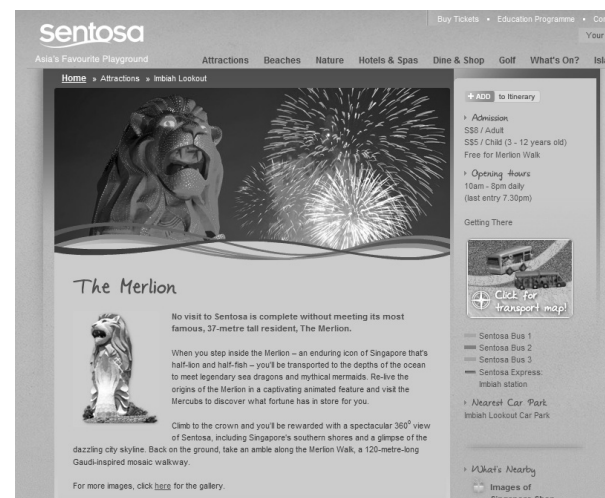 Buy Tickets • Education Programme • Co
sentosa
Your
Asia's Favourite Playground
Attractions Beaches Nature Hotels & Spas Dine & Shop Golf What's On? Isl
Home » Attractions » Imbiah Lookout
+ ADD to Itinerary
Admission
S$8 / Adult
S$5 / Child (3 - 12 years old)
Free for Merlion Walk
Opening Hours
10am - 8pm daily
(last entry 7.30pm)
Getting There
Click for
transport map!
Sentosa Bus 1
Sentosa Bus 2
Sentosa Bus 3
Sentosa Express:
Imbiah station
Nearest Car Park
Imbiah Lookout Car Park
What's Nearby
Images of
The Merlion
No visit to Sentosa is complete without meeting its most
famous, 37-metre tall resident, The Merlion.
When you step inside the Merlion – an enduring icon of Singapore that's
half-lion and half-fish – you'll be transported to the depths of the ocean
to meet legendary sea dragons and mythical mermaids. Re-live the
origins of the Merlion in a captivating animated feature and visit the
Mercubs to discover what fortune has in store for you.
Climb to the crown and you'll be rewarded with a spectacular 360⁰ view
of Sentosa, including Singapore's southern shores and a glimpse of the
dazzling city skyline. Back on the ground, take an amble along the Merlion Walk, a 120-metre-long
Gaudi-inspired mosaic walkway.
For more images, click here for the gallery.